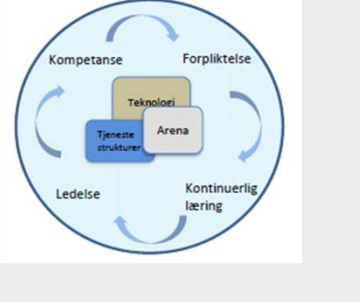 Kompetanse
Forpliktelse
Teknologi
Arena
Tjeneste
strukturer
Ledelse
Kontinuerlig
læring